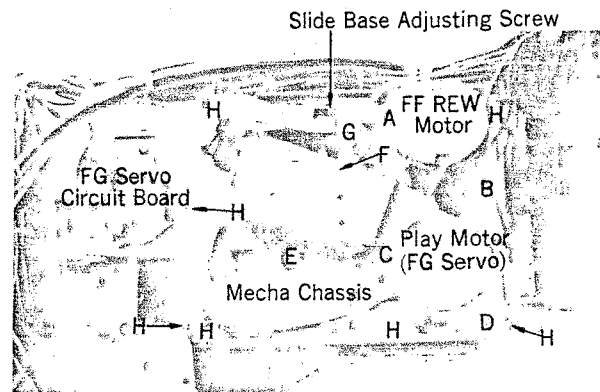 Slide Base Adjusting Screw
H
A
FF REW
Motor
H
G
F
FG Servo
Circuit Board
B
H
E
C
Play Motor
(FG Servo)
Mecha Chassis
H
H
H
D
H